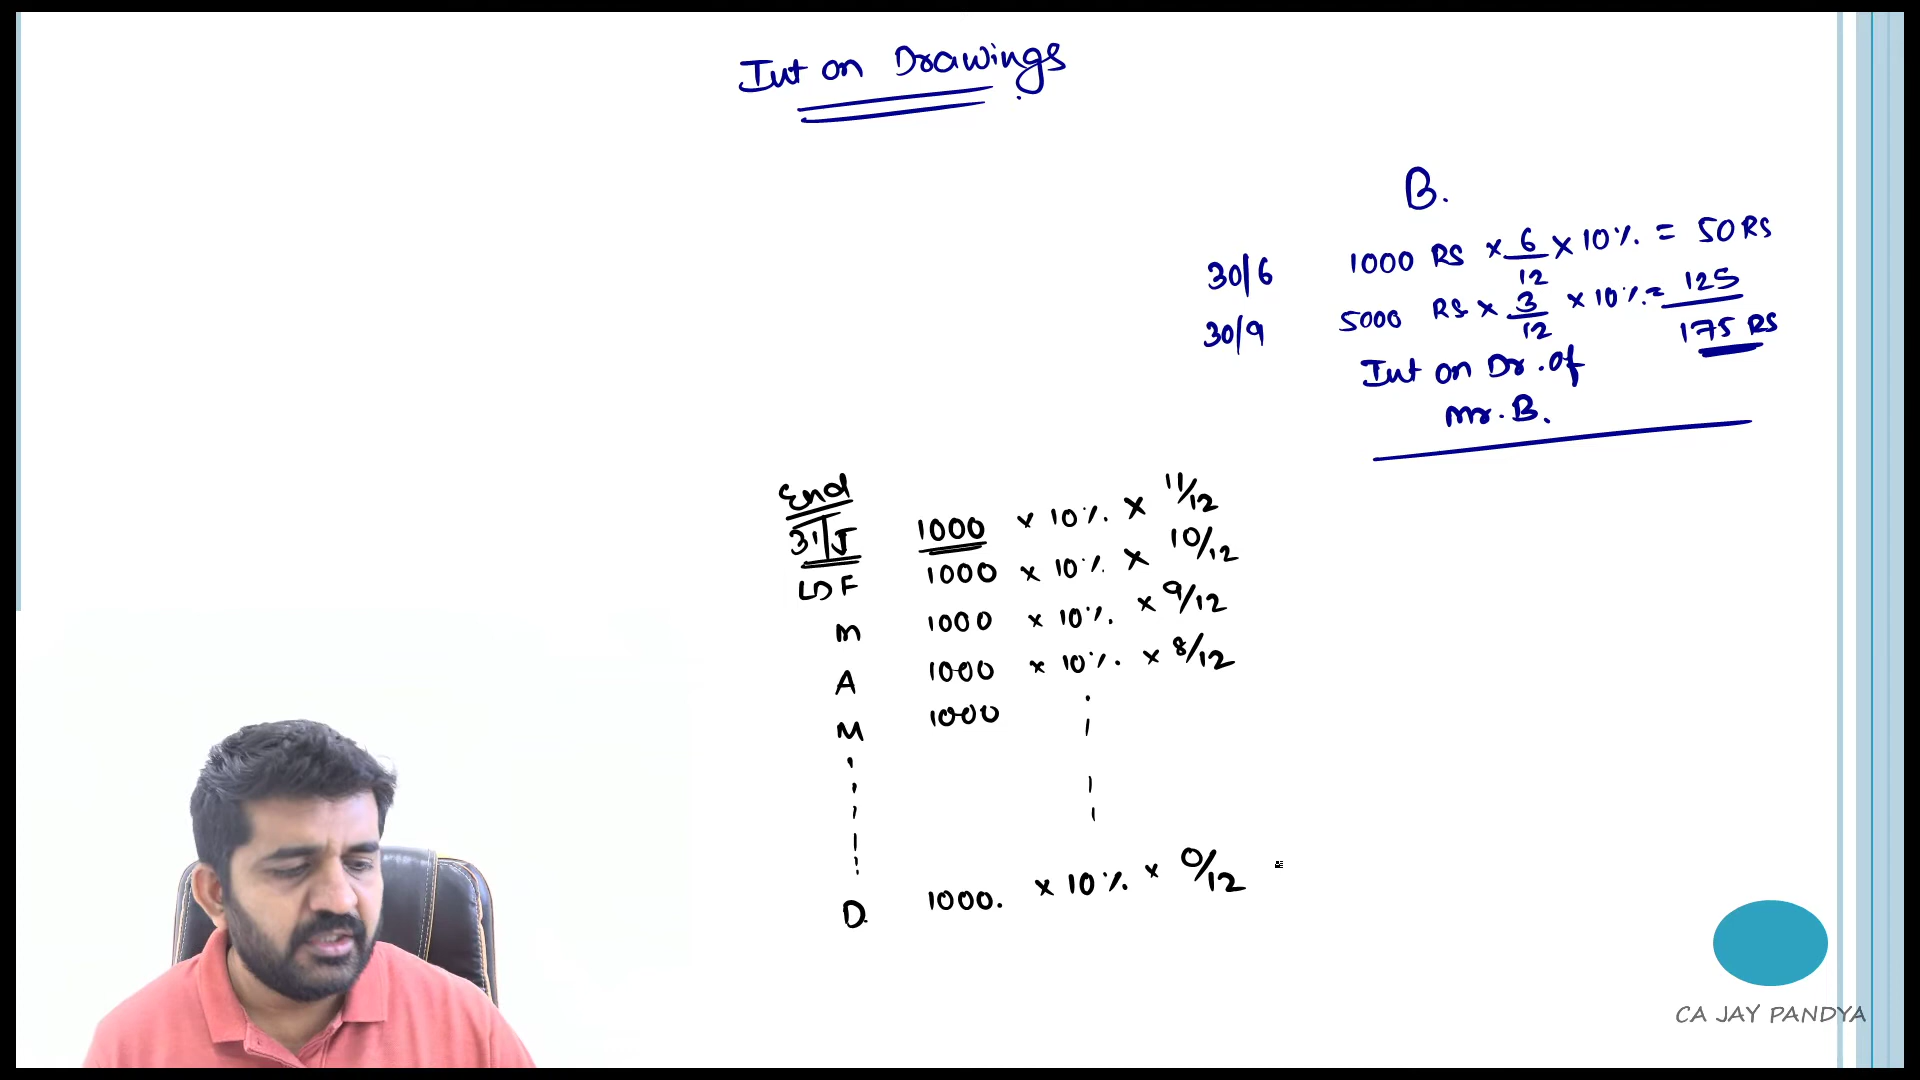 Int on Drawings
B.
30/6 1000 RS × 6/12 × 10% = 50 RS
30/9 5000 RS × 3/12 × 10% = 125
175 RS
Int on Dr. of
Mr. B.
End
31/J 1000 × 10% × 11/12
LD F 1000 × 10% × 10/12
M 1000 × 10% × 9/12
A 1000 × 10% × 8/12
M 1000
D. 1000. × 10% × 0/12
CA JAY PANDYA